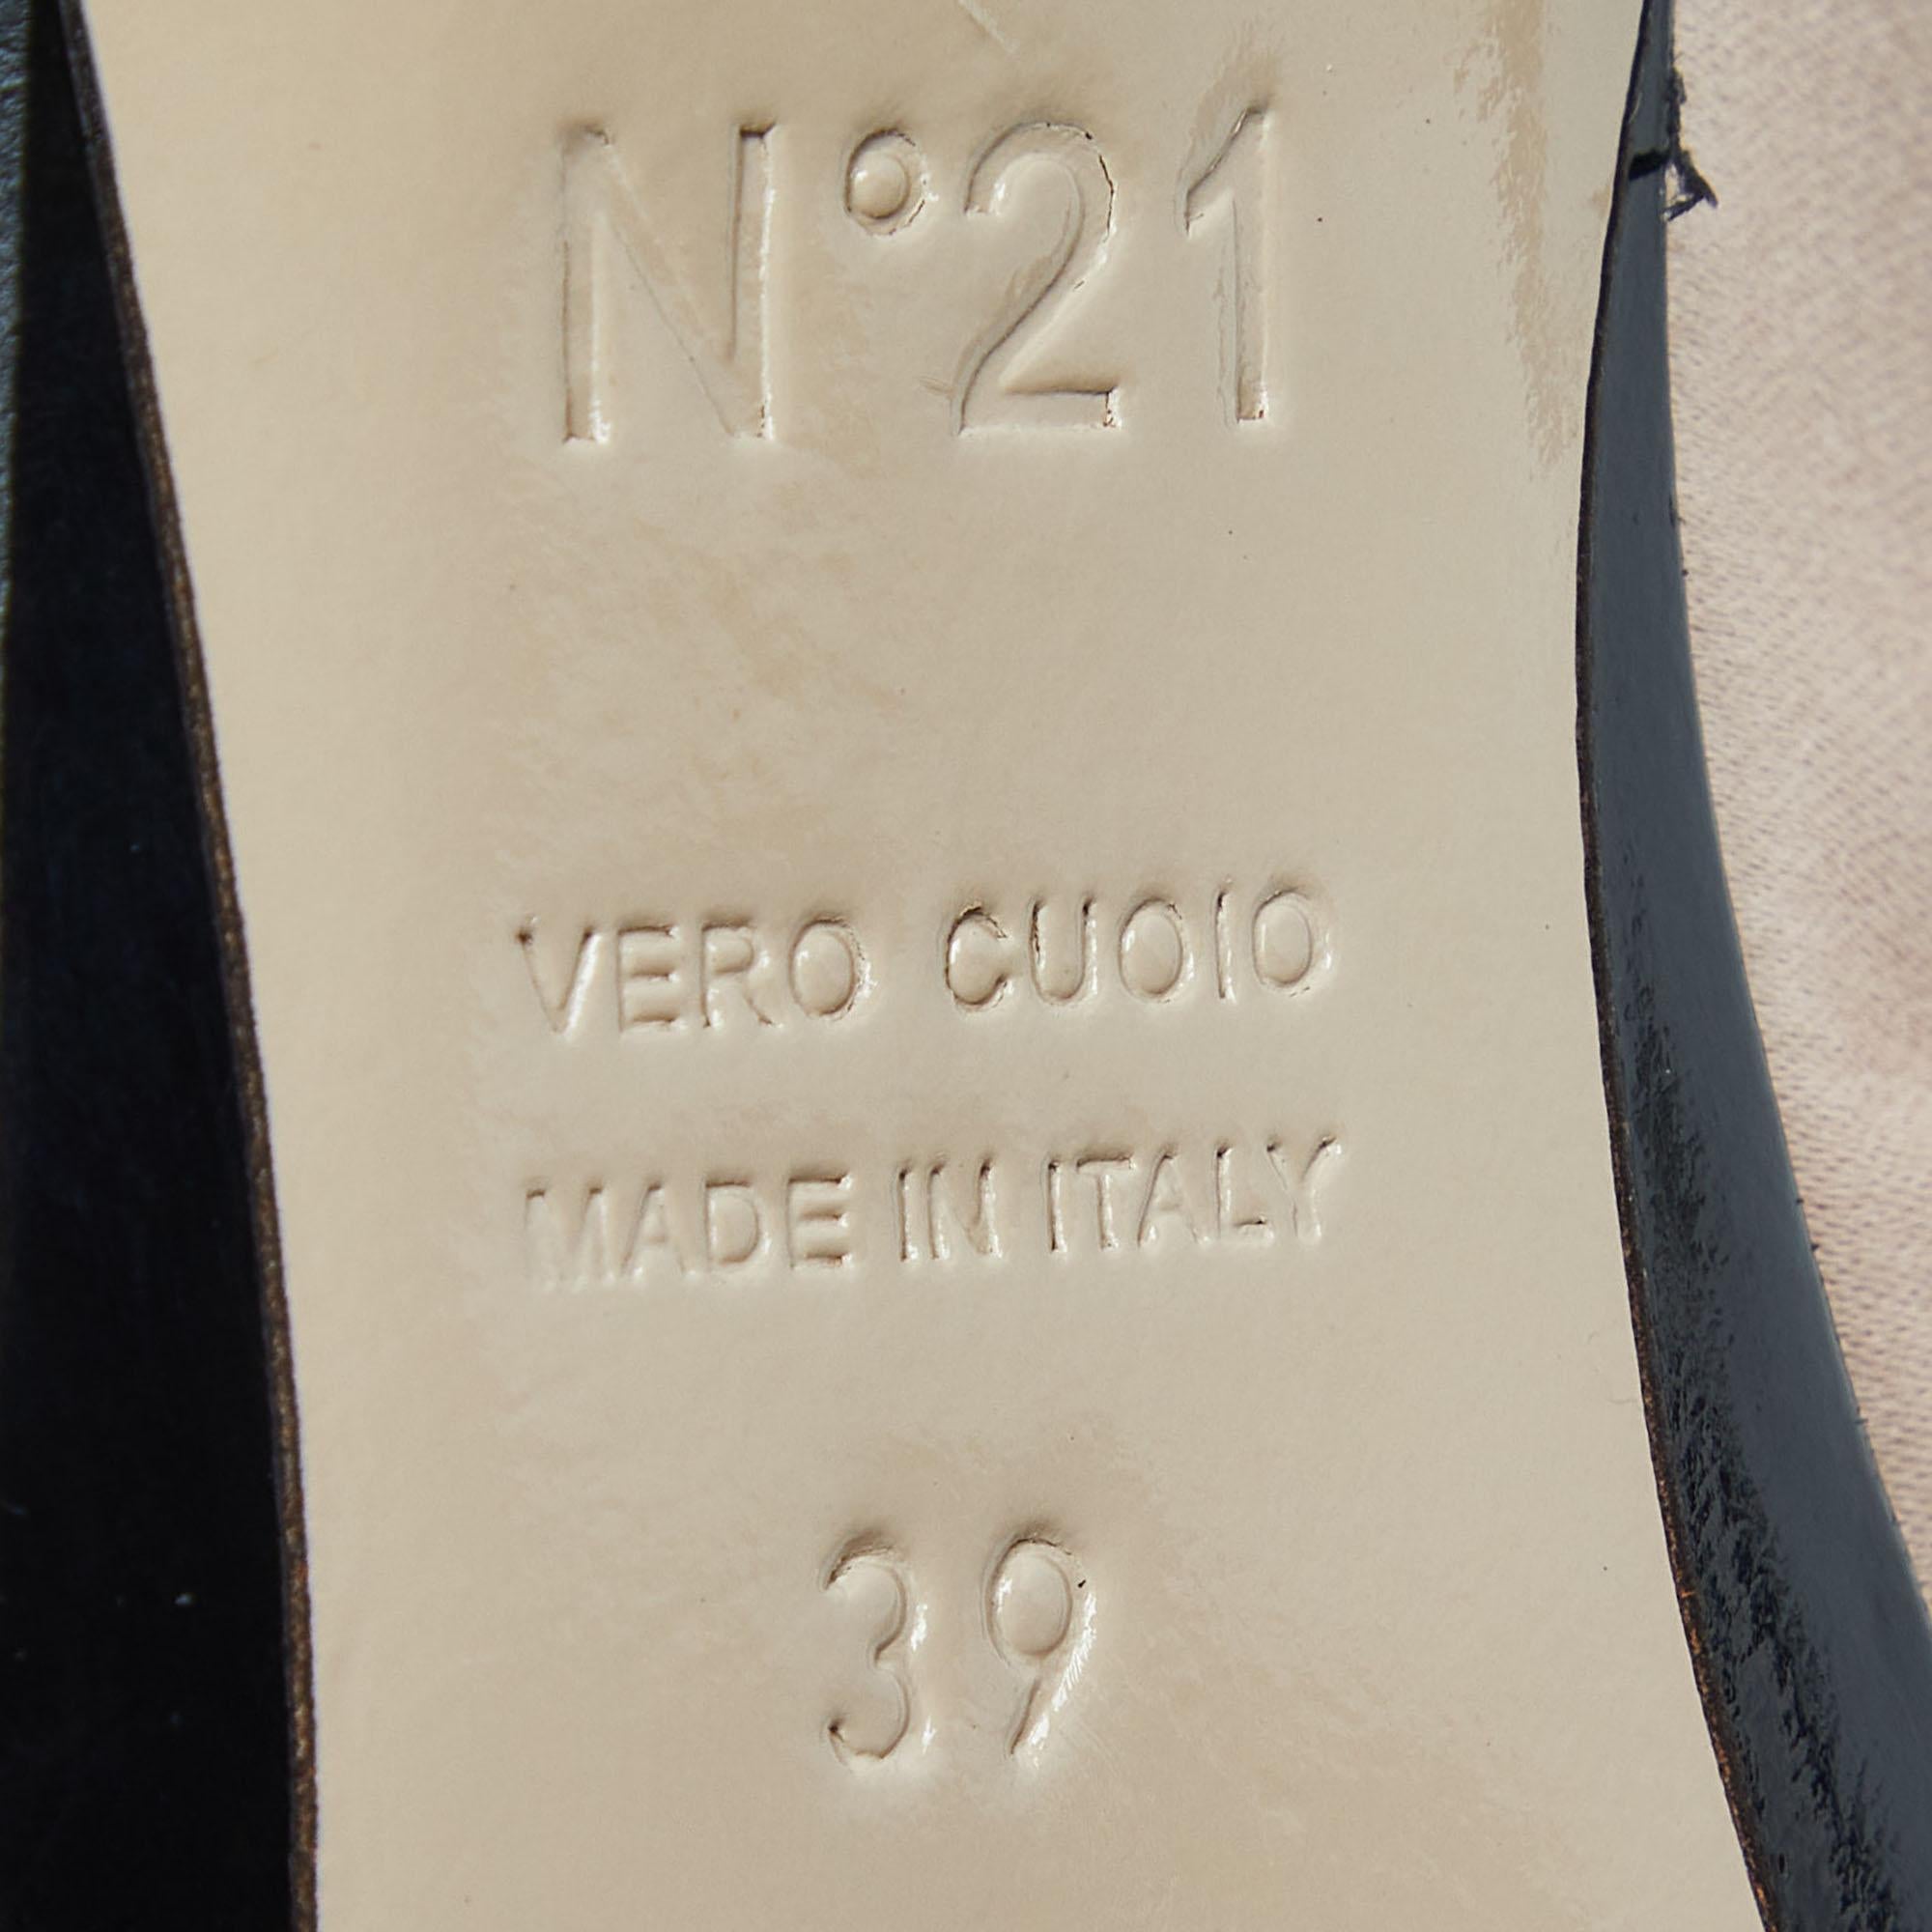 N°21
VERO CUOIO
MADE IN ITALY
39